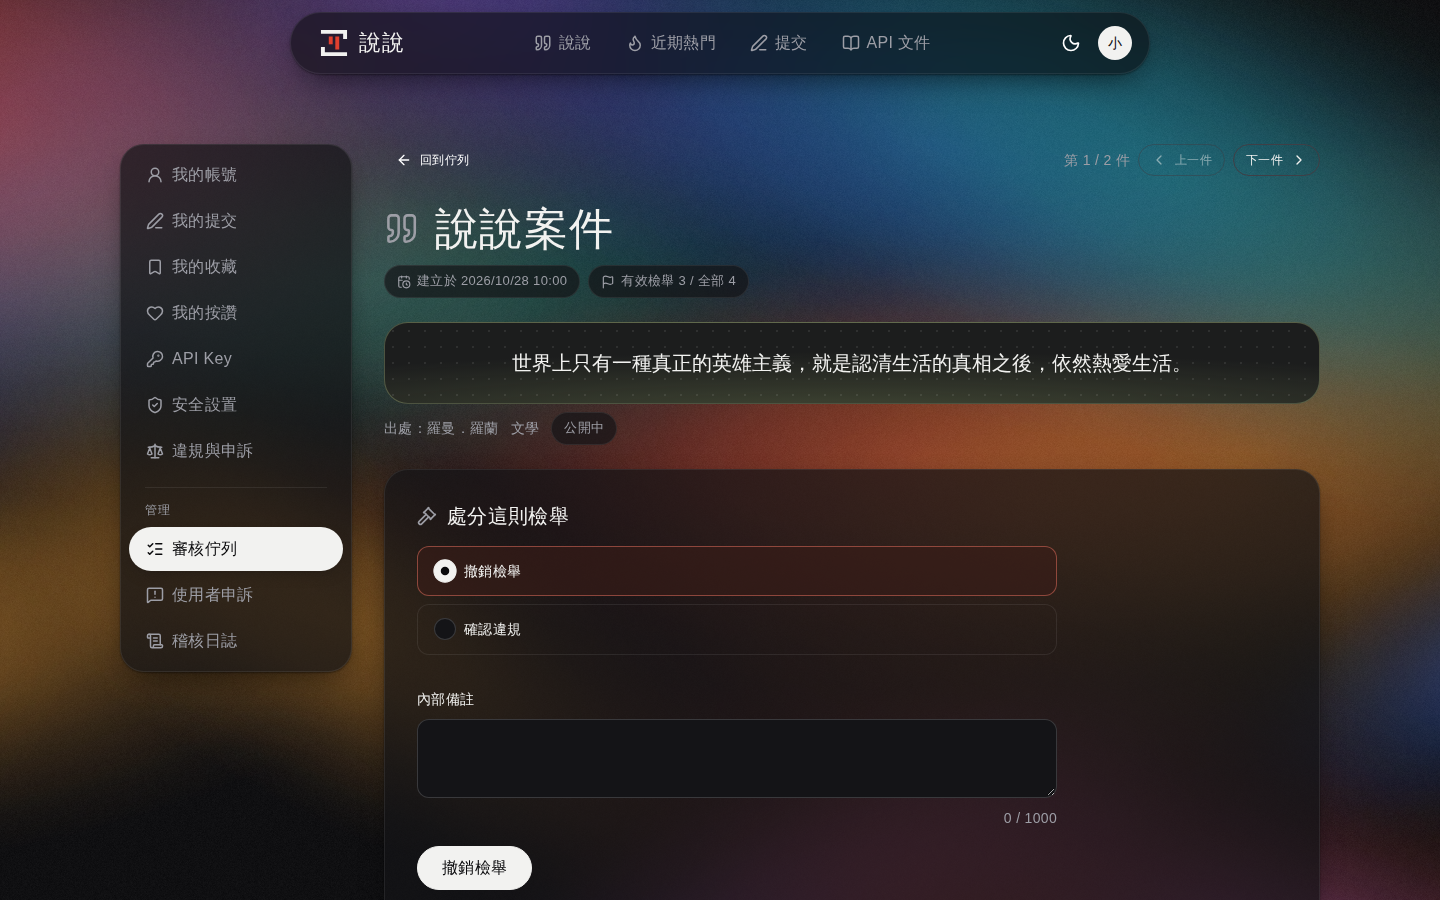 說說
說說
近期熱門
提交
API 文件
小
我的帳號
我的提交
我的收藏
我的按讚
API Key
安全設置
違規與申訴
管理
審核佇列
使用者申訴
稽核日誌
回到佇列
第 1 / 2 件
上一件
下一件
說說案件
建立於 2026/10/28 10:00
有效檢舉 3 / 全部 4
世界上只有一種真正的英雄主義，就是認清生活的真相之後，依然熱愛生活。
出處：羅曼．羅蘭 文學 公開中
處分這則檢舉
撤銷檢舉
確認違規
內部備註
0 / 1000
撤銷檢舉